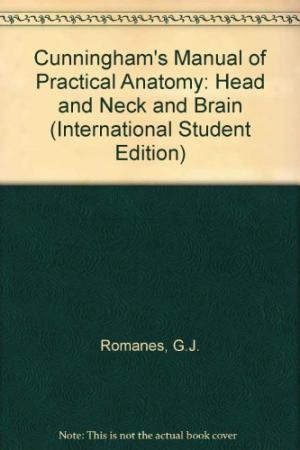 Cunningham's Manual of
Practical Anatomy: Head
and Neck and Brain
(International Student
Edition)
Romanes, G.J.
Note: This is not the actual book cover